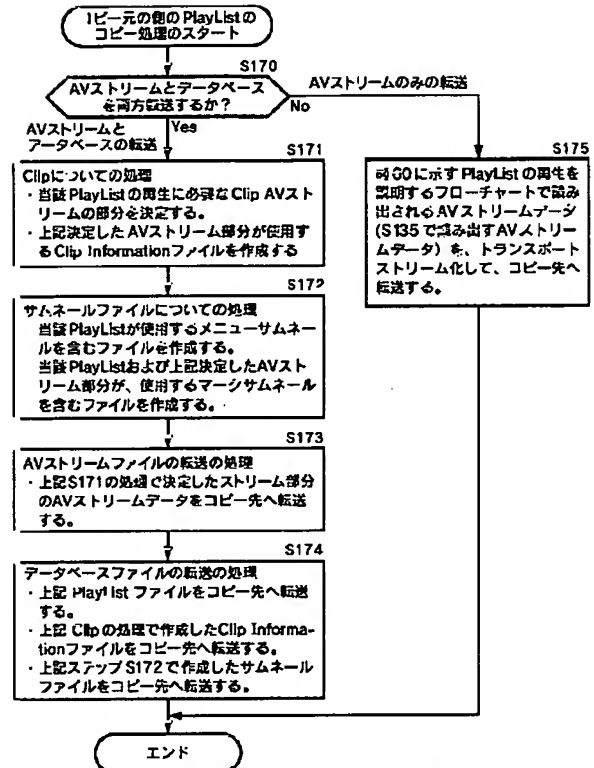 コピー元の側のPlayListの
コピー処理のスタート
S170
AVストリームとデータベース
を両方転送するか？
AVストリームのみの転送
No
Yes
AVストリームと
データベースの転送
S171
Clipについての処理
・当該PlayListの再生に必要なClip AVスト
リームの部分を決定する。
・上記決定したAVストリーム部分が使用す
るClip Informationファイルを作成する
S175
に示すPlayListの再生を
説明するフローチャートで読み
出されるAVストリームデータ
(S135で読み出すAVストリー
ムデータ)を、トランスポート
ストリーム化して、コピー先へ
転送する。
S172
サムネールファイルについての処理
当該PlayListが使用するメニューサムネー
ルを含むファイルを作成する。
当該PlayListおよび上記決定したAVスト
リーム部分が、使用するマークサムネール
を含むファイルを作成する。
S173
AVストリームファイルの転送の処理
・上記S171の処理で決定したストリーム部分
のAVストリームデータをコピー先へ転送
する。
S174
データベースファイルの転送の処理
・上記 PlayList ファイルをコピー先へ転送
する。
・上記 Clipの処理で作成したClip Informa-
tionファイルをコピー先へ転送する。
・上記ステップS172で作成したサムネール
ファイルをコピー先へ転送する。
エンド